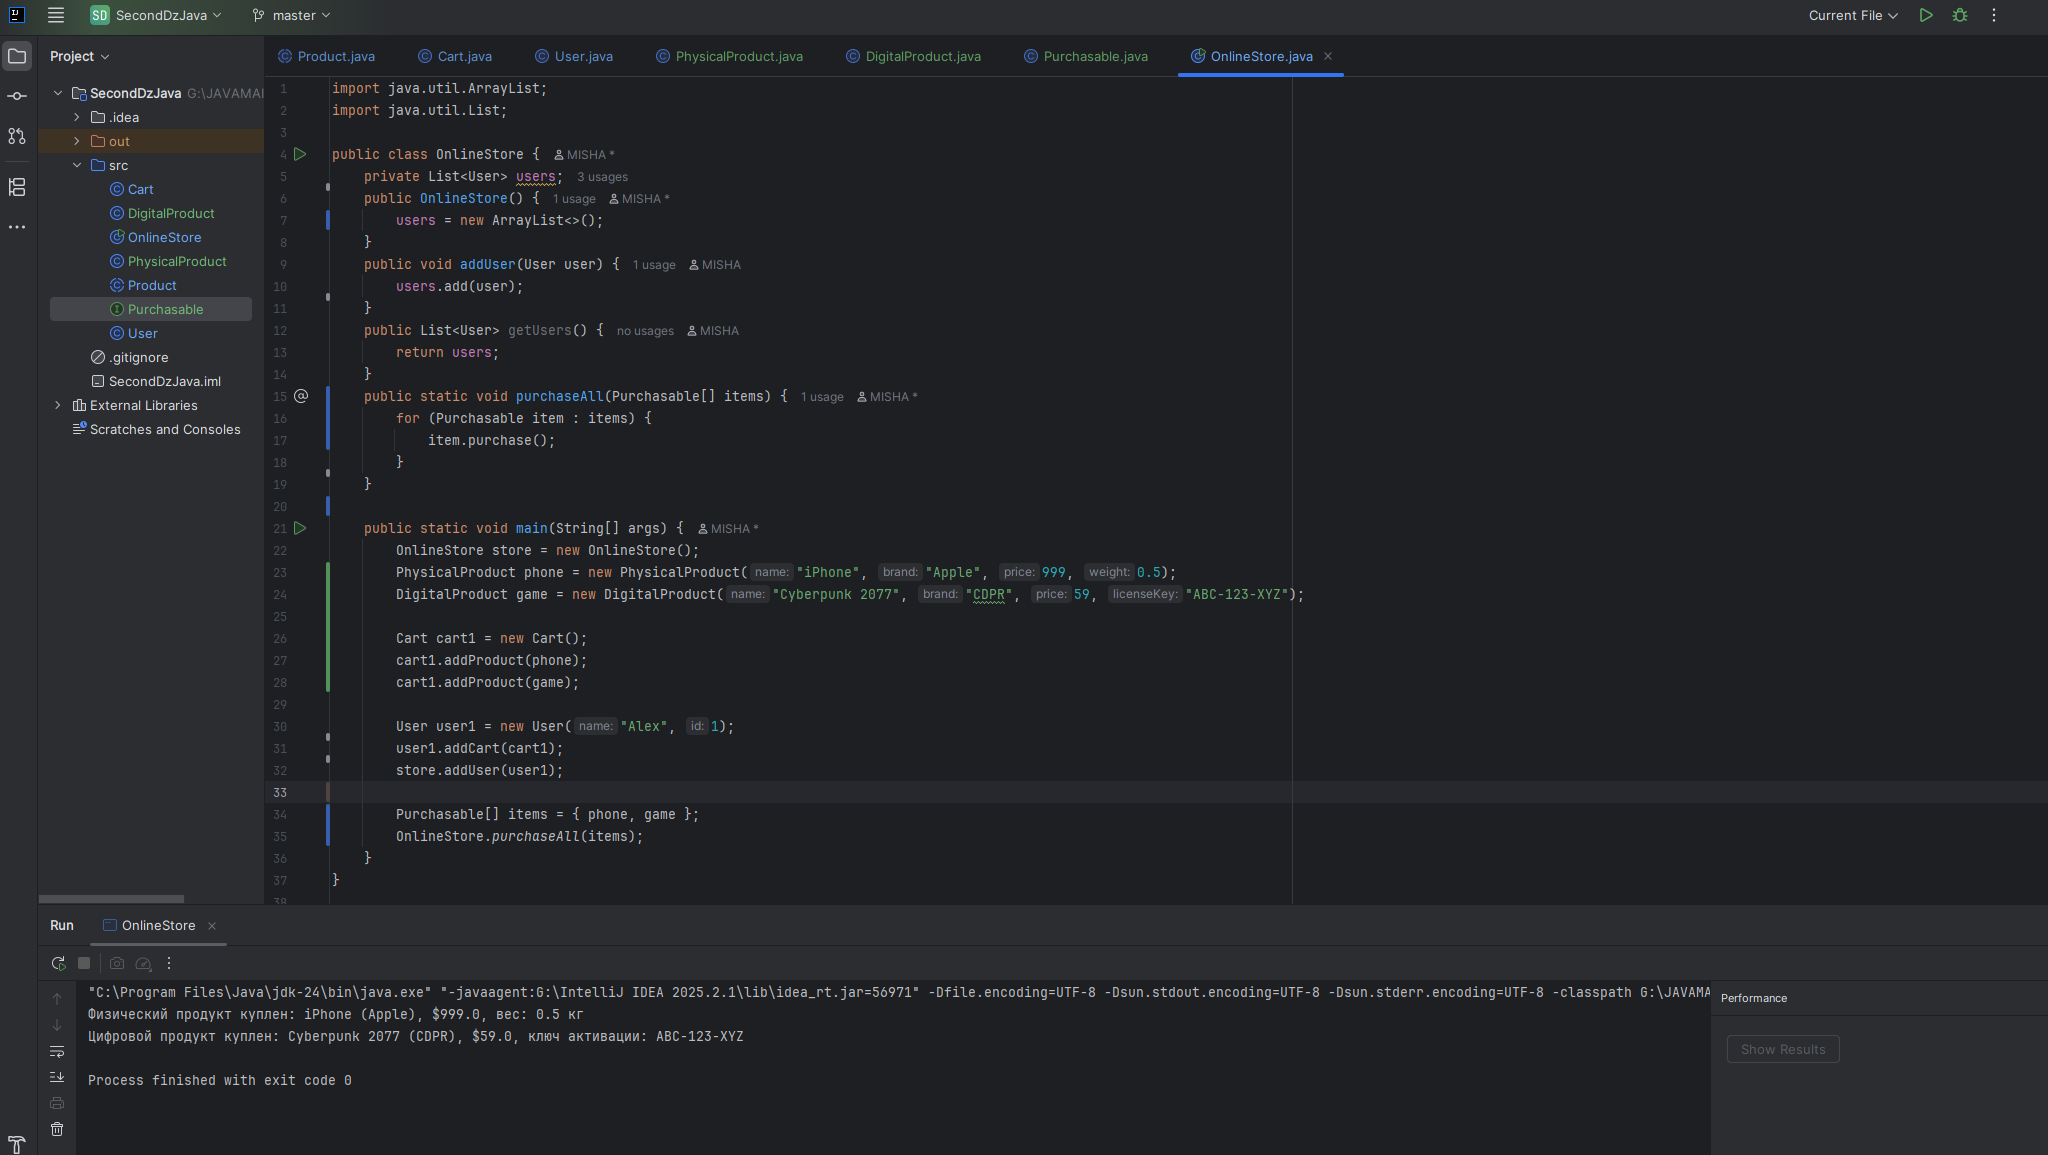 SD SecondDzJava master Current File
Project
Product.java Cart.java User.java PhysicalProduct.java DigitalProduct.java Purchasable.java OnlineStore.java
SecondDzJava G:\JAVAMAI
.idea
out
src
Cart
DigitalProduct
OnlineStore
PhysicalProduct
Product
Purchasable
User
.gitignore
SecondDzJava.iml
External Libraries
Scratches and Consoles
1 import java.util.ArrayList;
2 import java.util.List;
3
4 public class OnlineStore { MISHA *
5 private List<User> users; 3 usages
6 public OnlineStore() { 1 usage MISHA *
7 users = new ArrayList<>();
8 }
9 public void addUser(User user) { 1 usage MISHA
10 users.add(user);
11 }
12 public List<User> getUsers() { no usages MISHA
13 return users;
14 }
15 public static void purchaseAll(Purchasable[] items) { 1 usage MISHA *
16 for (Purchasable item : items) {
17 item.purchase();
18 }
19 }
20
21 public static void main(String[] args) { MISHA *
22 OnlineStore store = new OnlineStore();
23 PhysicalProduct phone = new PhysicalProduct( name: "iPhone", brand: "Apple", price: 999, weight: 0.5);
24 DigitalProduct game = new DigitalProduct( name: "Cyberpunk 2077", brand: "CDPR", price: 59, licenseKey: "ABC-123-XYZ");
25
26 Cart cart1 = new Cart();
27 cart1.addProduct(phone);
28 cart1.addProduct(game);
29
30 User user1 = new User( name: "Alex", id: 1);
31 user1.addCart(cart1);
32 store.addUser(user1);
33
34 Purchasable[] items = { phone, game };
35 OnlineStore.purchaseAll(items);
36 }
37 }
38
Run OnlineStore
"C:\Program Files\Java\jdk-24\bin\java.exe" "-javaagent:G:\IntelliJ IDEA 2025.2.1\lib\idea_rt.jar=56971" -Dfile.encoding=UTF-8 -Dsun.stdout.encoding=UTF-8 -Dsun.stderr.encoding=UTF-8 -classpath G:\JAVAMA
Физический продукт куплен: iPhone (Apple), $999.0, вес: 0.5 кг
Цифровой продукт куплен: Cyberpunk 2077 (CDPR), $59.0, ключ активации: ABC-123-XYZ
Process finished with exit code 0
Performance
Show Results